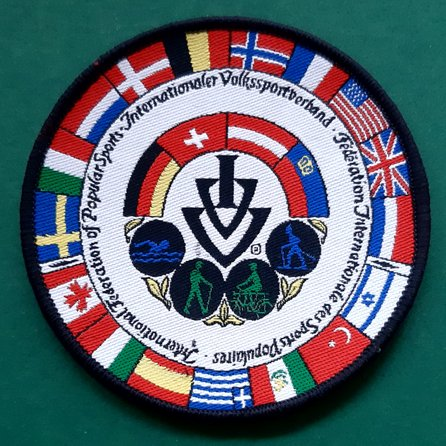 Internationaler Volkssportverband ·
Fédération Internationale des Sports Populaires ·
International Federation of Popular Sports ·
IVV
®